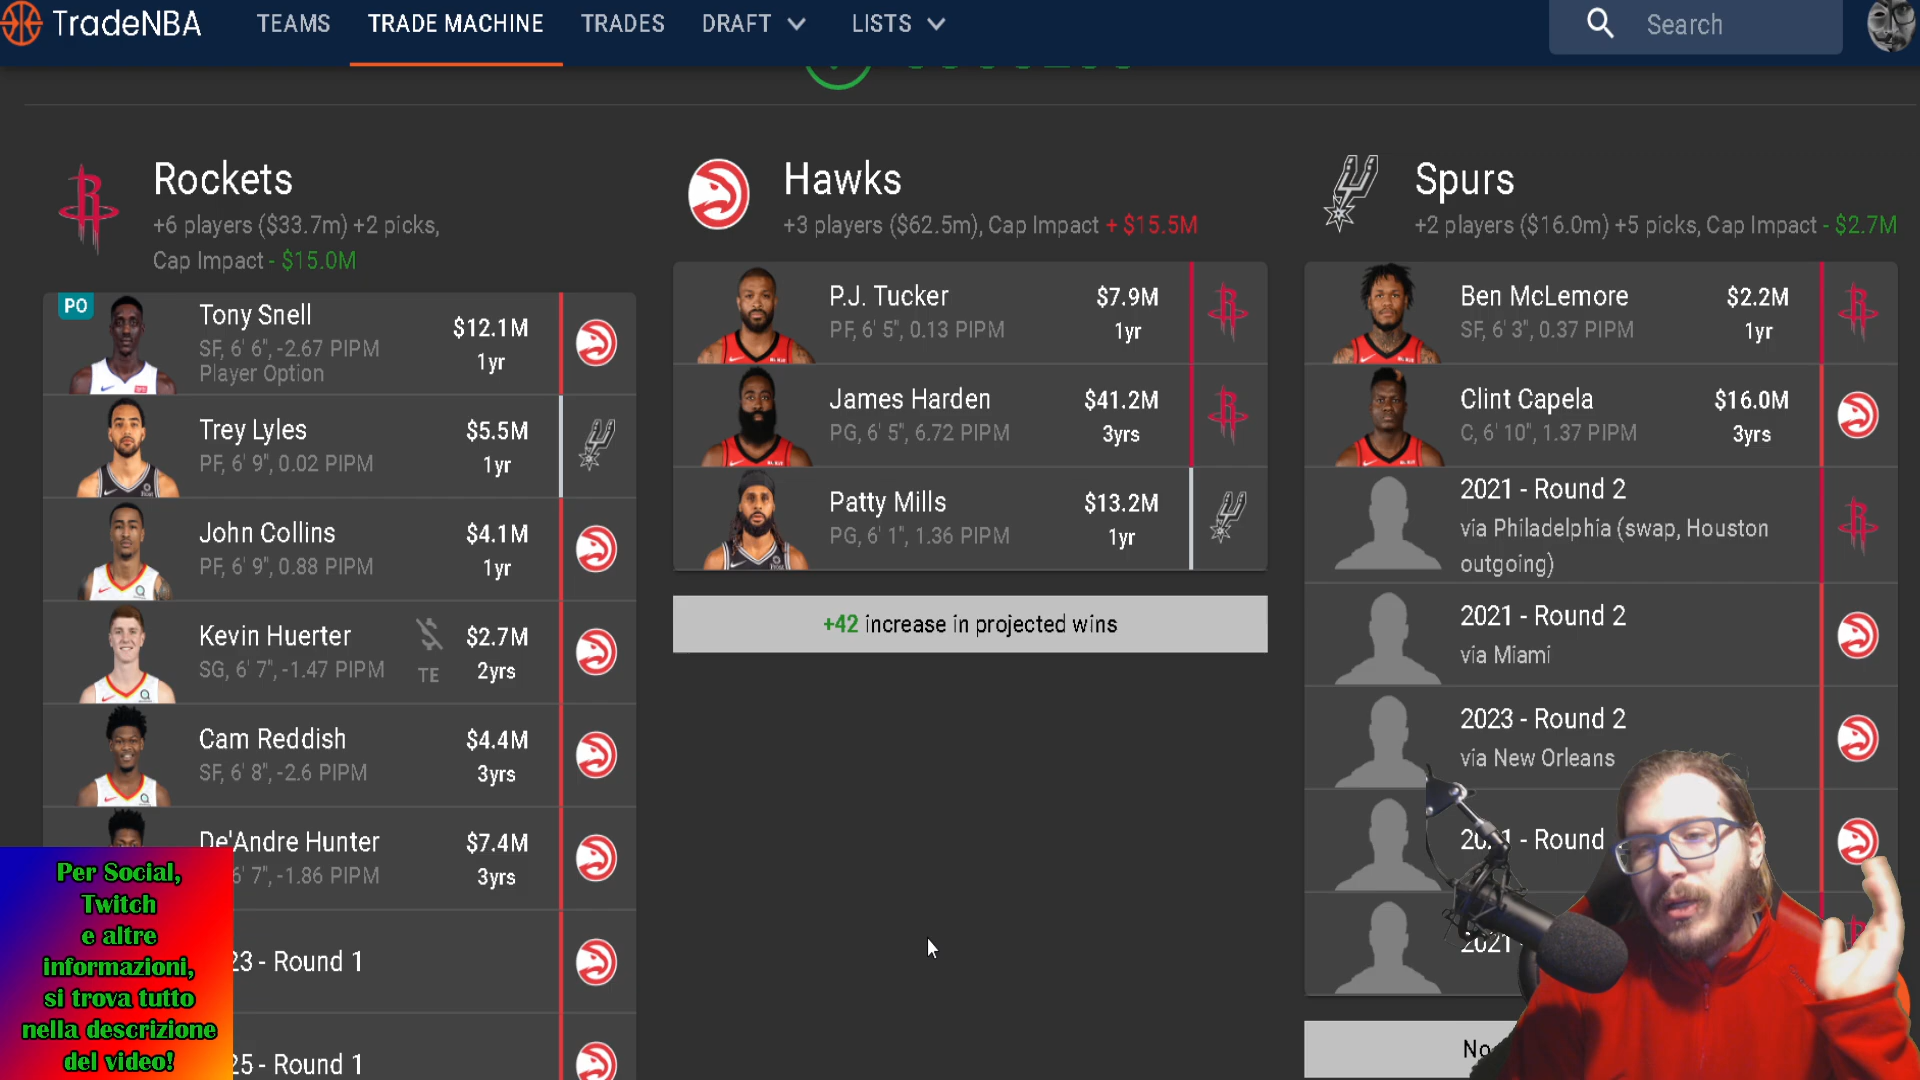 TradeNBA
TEAMS
TRADE MACHINE
TRADES
DRAFT
LISTS
Search
Rockets
+6 players ($33.7m) +2 picks,
Cap Impact - $15.0M
PO
Tony Snell
SF, 6' 6", -2.67 PIPM
Player Option
$12.1M
1yr
Trey Lyles
PF, 6' 9", 0.02 PIPM
$5.5M
1yr
John Collins
PF, 6' 9", 0.88 PIPM
$4.1M
1yr
Kevin Huerter
SG, 6' 7", -1.47 PIPM
TE
$2.7M
2yrs
Cam Reddish
SF, 6' 8", -2.6 PIPM
$4.4M
3yrs
De'Andre Hunter
6' 7", -1.86 PIPM
$7.4M
3yrs
23 - Round 1
25 - Round 1
Hawks
+3 players ($62.5m), Cap Impact + $15.5M
P.J. Tucker
PF, 6' 5", 0.13 PIPM
$7.9M
1yr
James Harden
PG, 6' 5", 6.72 PIPM
$41.2M
3yrs
Patty Mills
PG, 6' 1", 1.36 PIPM
$13.2M
1yr
+42 increase in projected wins
Spurs
+2 players ($16.0m) +5 picks, Cap Impact - $2.7M
Ben McLemore
SF, 6' 3", 0.37 PIPM
$2.2M
1yr
Clint Capela
C, 6' 10", 1.37 PIPM
$16.0M
3yrs
2021 - Round 2
via Philadelphia (swap, Houston
outgoing)
2021 - Round 2
via Miami
2023 - Round 2
via New Orleans
- Round
2021
No
Per Social,
Twitch
e altre
informazioni,
si trova tutto
nella descrizione
del video!